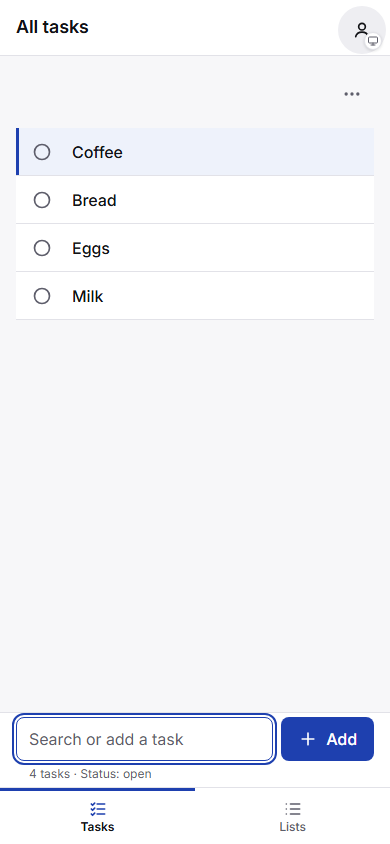 All tasks
Coffee
Bread
Eggs
Milk
Search or add a task
Add
4 tasks · Status: open
Tasks
Lists